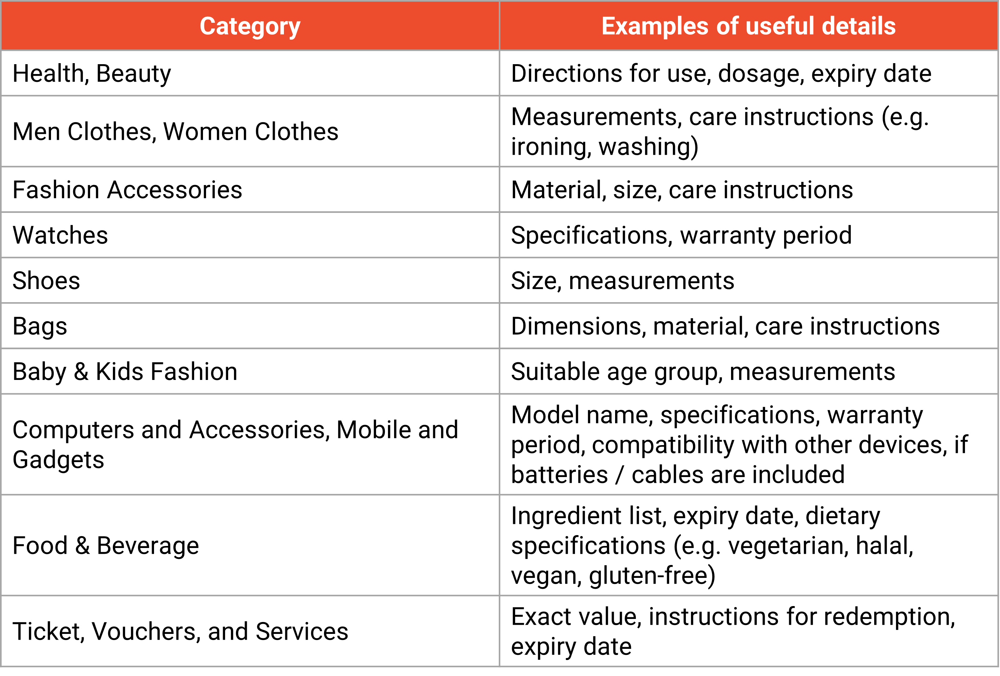 Category
Examples of useful details
Health, Beauty
Directions for use, dosage, expiry date
Men Clothes, Women Clothes
Measurements, care instructions (e.g.
ironing, washing)
Fashion Accessories
Material, size, care instructions
Watches
Specifications, warranty period
Shoes
Size, measurements
Bags
Dimensions, material, care instructions
Baby & Kids Fashion
Suitable age group, measurements
Computers and Accessories, Mobile and
Gadgets
Model name, specifications, warranty
period, compatibility with other devices, if
batteries / cables are included
Food & Beverage
Ingredient list, expiry date, dietary
specifications (e.g. vegetarian, halal,
vegan, gluten-free)
Ticket, Vouchers, and Services
Exact value, instructions for redemption,
expiry date